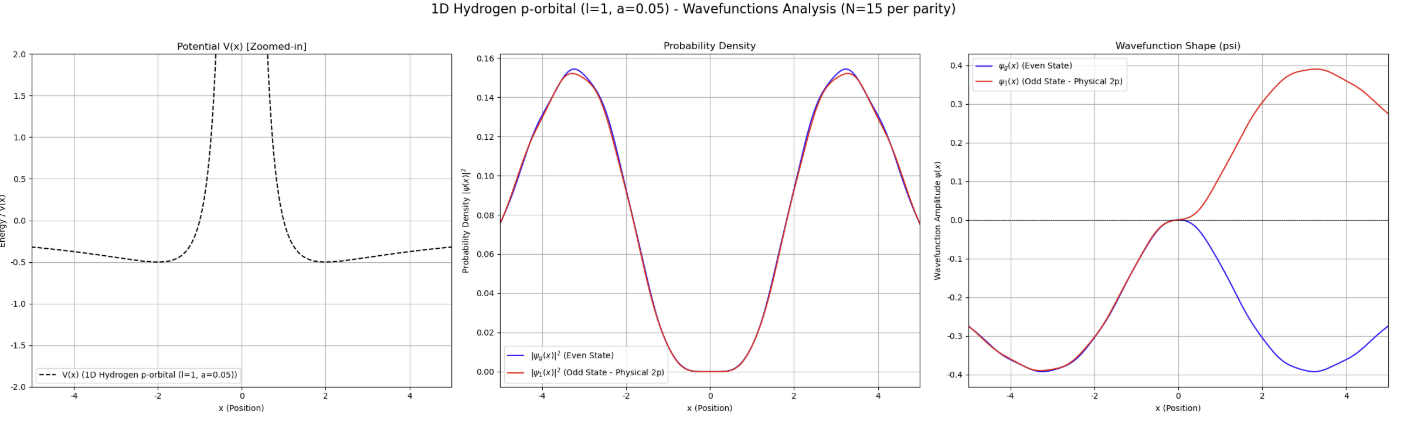 1D Hydrogen p-orbital (l=1, a=0.05) - Wavefunctions Analysis (N=15 per parity)
Potential V(x) [Zoomed-in]
2.0
1.5
1.0
0.5
0.0
-0.5
-1.0
-1.5
-2.0
Energy / V(x)
V(x) (1D Hydrogen p-orbital (l=1, a=0.05))
-4 -2 0 2 4
x (Position)
Probability Density
0.16
0.14
0.12
0.10
0.08
0.06
0.04
0.02
0.00
Probability Density |ψ(x)|²
|ψg(x)|² (Even State)
|ψ₁(x)|² (Odd State - Physical 2p)
-4 -2 0 2 4
x (Position)
Wavefunction Shape (psi)
ψg(x) (Even State)
ψ₁(x) (Odd State - Physical 2p)
0.4
0.3
0.2
0.1
0.0
-0.1
-0.2
-0.3
-0.4
Wavefunction Amplitude ψ(x)
-4 -2 0 2 4
x (Position)